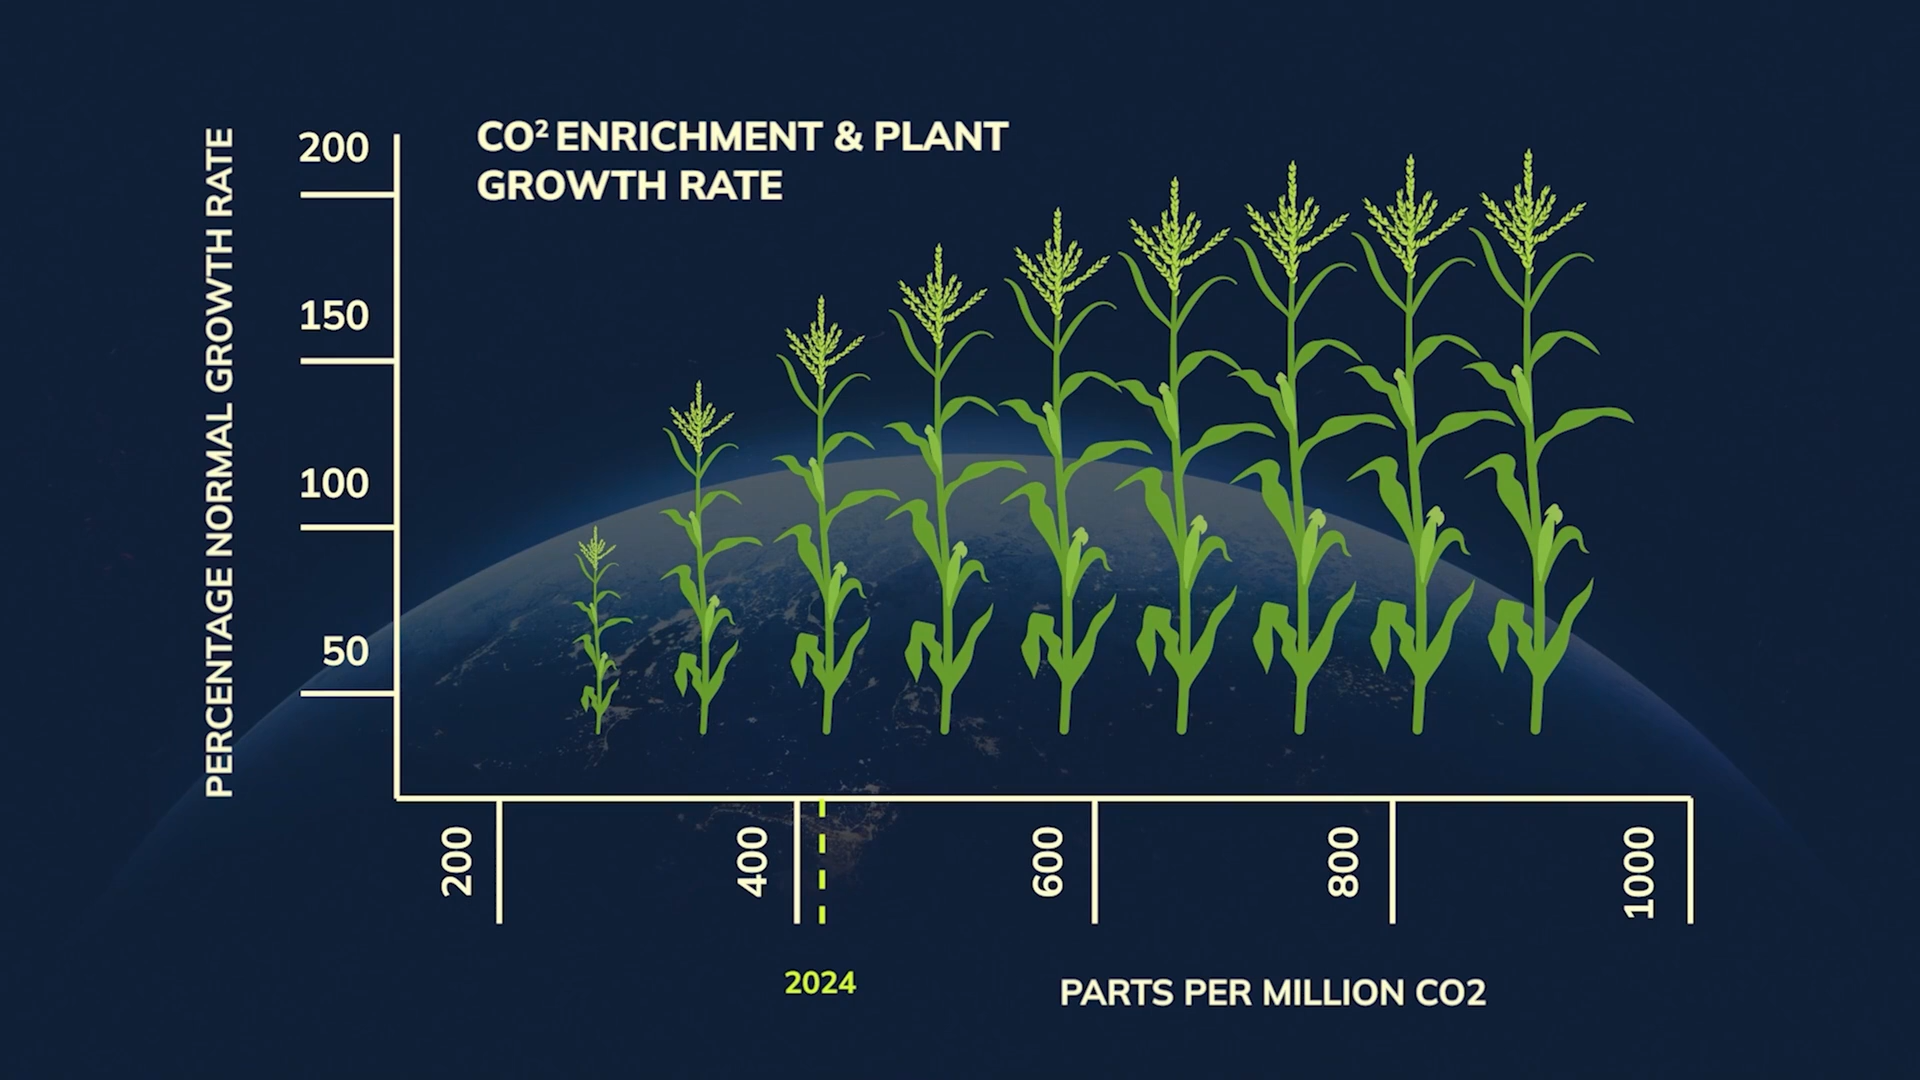 CO² ENRICHMENT & PLANT
GROWTH RATE
PERCENTAGE NORMAL GROWTH RATE
200
150
100
50
200
400
600
800
1000
2024
PARTS PER MILLION CO2